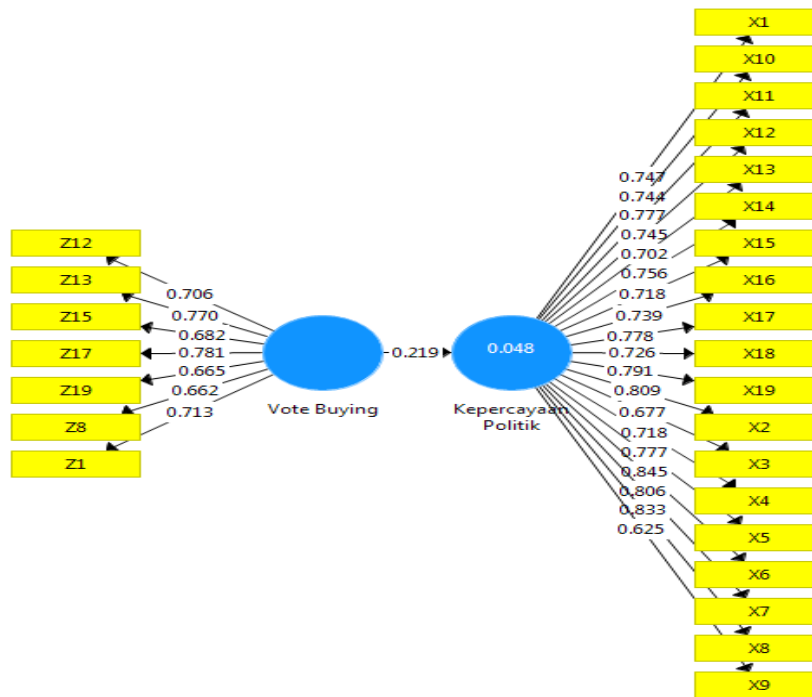 X1
X10
X11
X12
X13
X14
X15
X16
X17
X18
X19
X2
X3
X4
X5
X6
X7
X8
X9
0.747
0.744
0.777
0.745
0.702
0.756
0.718
0.739
0.778
0.726
0.791
0.809
0.677
0.718
0.777
0.845
0.806
0.833
0.625
Z12
Z13
Z15
Z17
Z19
Z8
Z1
0.706
0.770
0.682
0.781
0.665
0.662
0.713
Vote Buying
0.219
0.048
Kepercayaan
Politik